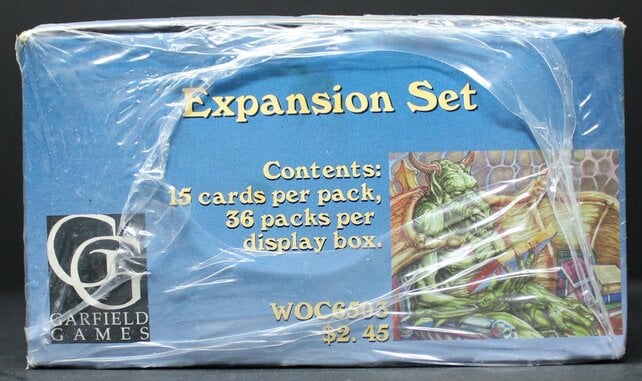 Expansion Set
Contents:
15 cards per pack,
36 packs per
display box.
GG
GARFIELD
GAMES
WOC6503
$2.45